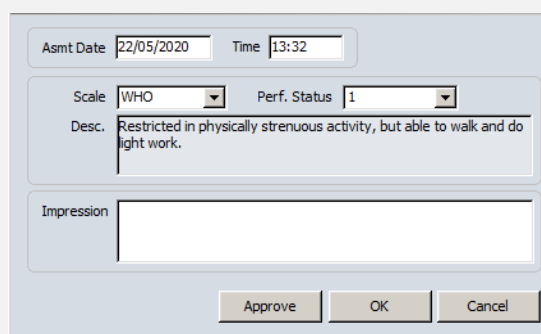 Asmt Date 22/05/2020 Time 13:32
Scale WHO Perf. Status 1
Desc. Restricted in physically strenuous activity, but able to walk and do
light work.
Impression
Approve OK Cancel